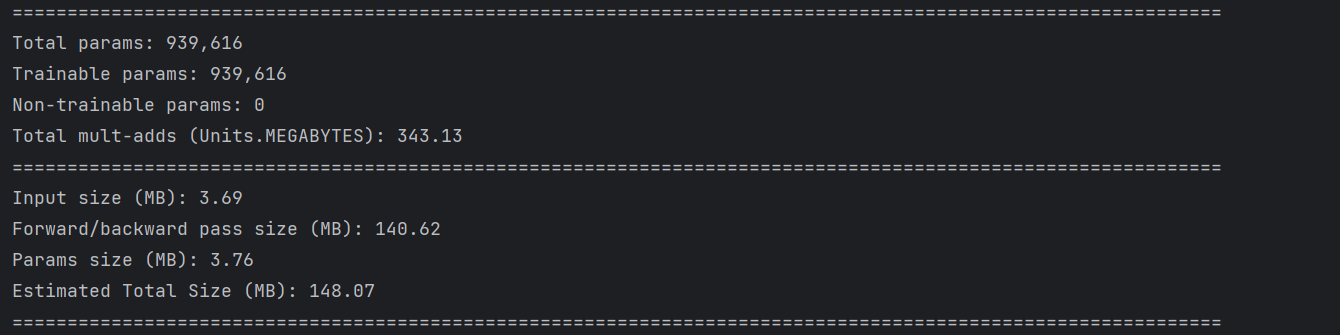 ==============================================================================================================
Total params: 939,616
Trainable params: 939,616
Non-trainable params: 0
Total mult-adds (Units.MEGABYTES): 343.13
==============================================================================================================
Input size (MB): 3.69
Forward/backward pass size (MB): 140.62
Params size (MB): 3.76
Estimated Total Size (MB): 148.07
==============================================================================================================